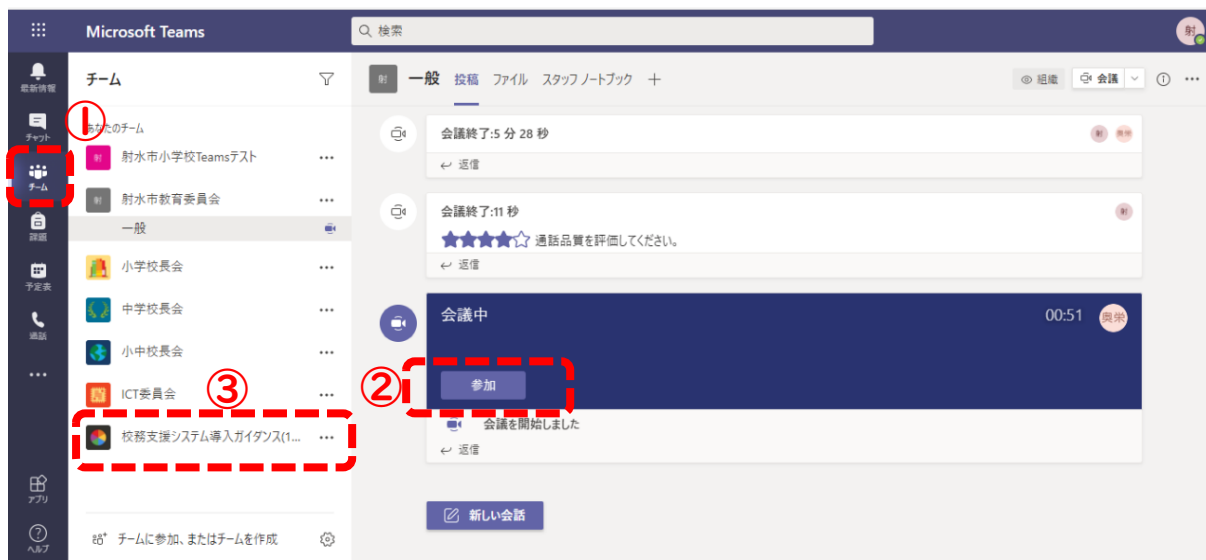 Microsoft Teams
検索
射
最新情報
チャット
チーム
課題
予定表
通話
アプリ
ヘルプ
①
チーム
あなたのチーム
射 射水市小学校Teamsテスト
射 射水市教育委員会
一般
小学校長会
中学校長会
小中校長会
ICT委員会
③
校務支援システム導入ガイダンス(1...
チームに参加、またはチームを作成
射 一般 投稿 ファイル スタッフ ノートブック ＋
組織 会議
会議終了:5 分 28 秒
射 奥栄
返信
会議終了:11 秒
射
通話品質を評価してください。
返信
会議中 00:51 奥栄
②
参加
会議を開始しました
返信
新しい会話